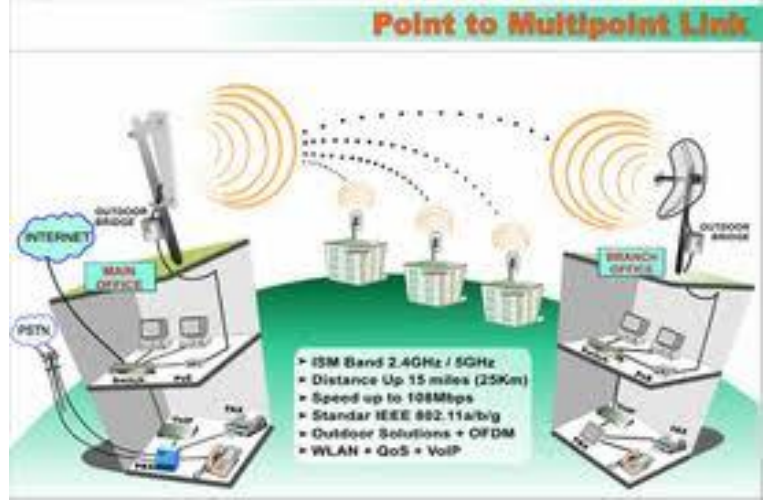 Point to Multipoint Link
OUTDOOR
BRIDGE
INTERNET
MAIN
OFFICE
PSTN
Switch
PoE
PAX
OUTDOOR
BRIDGE
BRANCH
OFFICE
Switch
ISM Band 2.4GHz / 5GHz
Distance Up 15 miles (25Km)
Speed up to 108Mbps
Standar IEEE 802.11a/b/g
Outdoor Solutions + OFDM
WLAN + QoS + VoIP